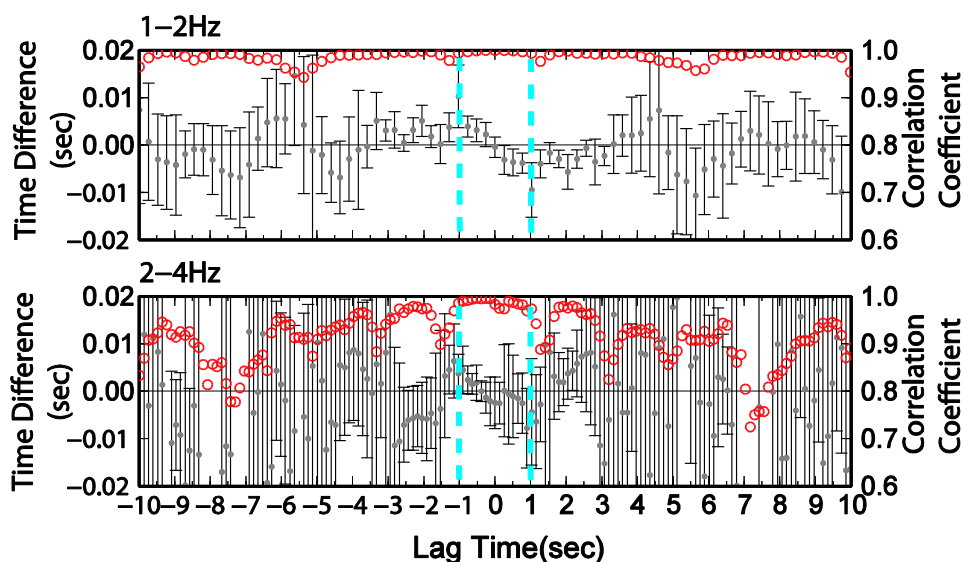 1−2Hz
0.02
0.01
0.00
−0.01
−0.02
Time Difference
(sec)
1.0
0.9
0.8
0.7
0.6
Correlation
Coefficient
2−4Hz
0.02
0.01
0.00
−0.01
−0.02
Time Difference
(sec)
1.0
0.9
0.8
0.7
0.6
Correlation
Coefficient
−10 −9 −8 −7 −6 −5 −4 −3 −2 −1 0 1 2 3 4 5 6 7 8 9 10
Lag Time(sec)